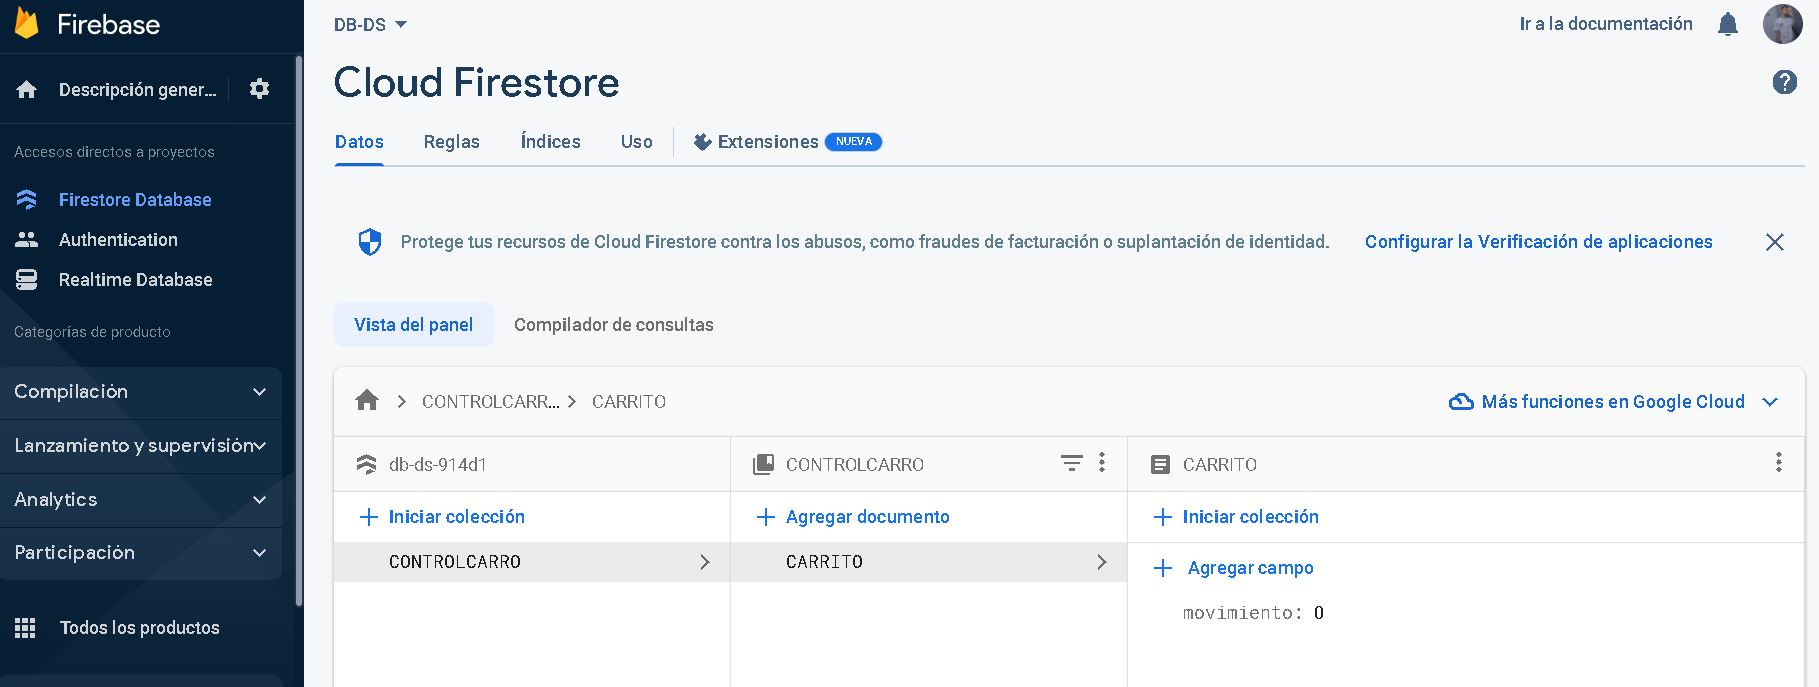 Firebase
DB-DS
Ir a la documentación
Descripción gener...
Cloud Firestore
Datos Reglas Índices Uso Extensiones NUEVA
Accesos directos a proyectos
Firestore Database
Authentication
Realtime Database
Categorías de producto
Compilación
Lanzamiento y supervisión
Analytics
Participación
Todos los productos
Protege tus recursos de Cloud Firestore contra los abusos, como fraudes de facturación o suplantación de identidad. Configurar la Verificación de aplicaciones
Vista del panel Compilador de consultas
CONTROLCARR... CARRITO
Más funciones en Google Cloud
db-ds-914d1 CONTROLCARRO CARRITO
Iniciar colección Agregar documento Iniciar colección
CONTROLCARRO CARRITO
Agregar campo
movimiento: 0